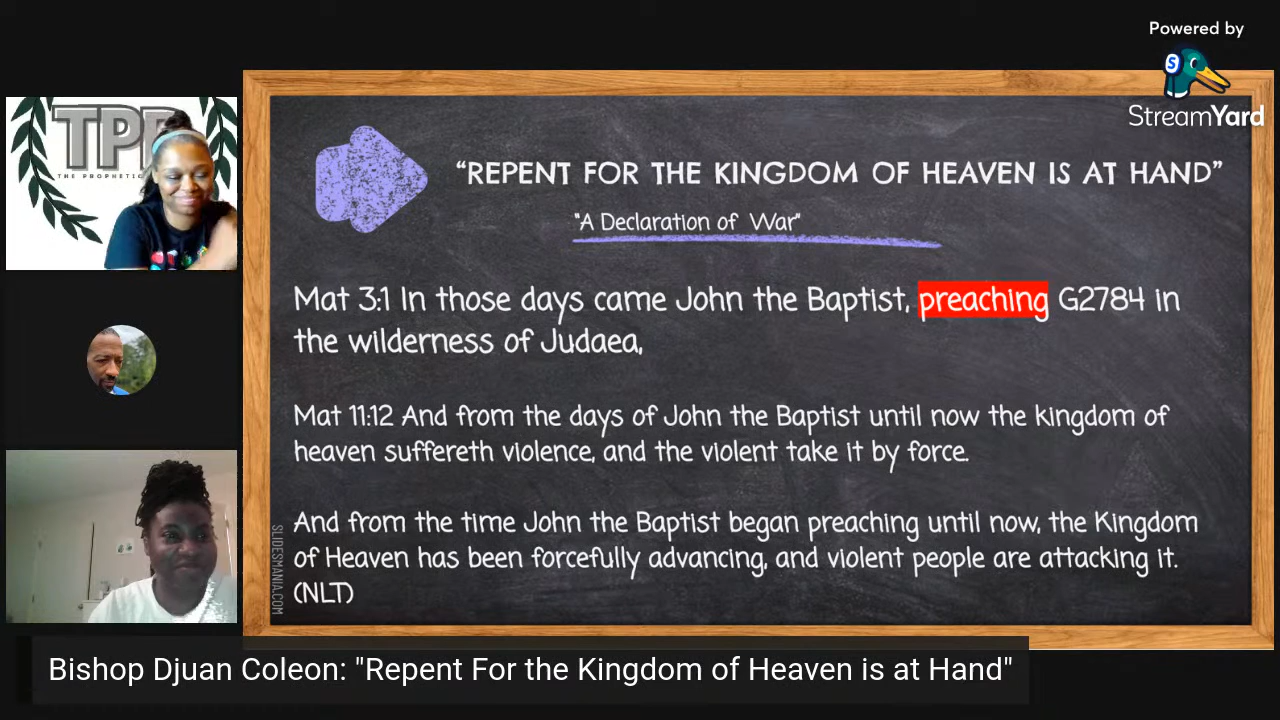 Powered by
StreamYard
TPP
THE PROPHETIC
“REPENT FOR THE KINGDOM OF HEAVEN IS AT HAND”
"A Declaration of War"
Mat 3:1 In those days came John the Baptist, preaching G2784 in
the wilderness of Judaea,
Mat 11:12 And from the days of John the Baptist until now the kingdom of
heaven suffereth violence, and the violent take it by force.
And from the time John the Baptist began preaching until now, the Kingdom
of Heaven has been forcefully advancing, and violent people are attacking it.
(NLT)
SLIDESMANIA.COM
Bishop Djuan Coleon: "Repent For the Kingdom of Heaven is at Hand"